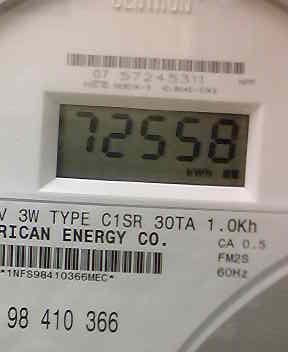 CENTRON
07 57245311
72558
kWh
V 3W TYPE C1SR 30TA 1.0Kh
RICAN ENERGY CO.
CA 0.5
FM2S
60Hz
*1NFS98410366MEC*
98 410 366